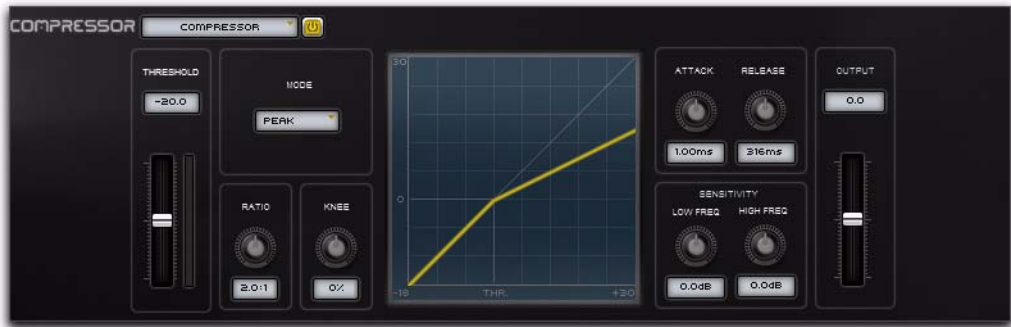 COMPRESSOR COMPRESSOR
THRESHOLD
-20.0
MODE
PEAK
RATIO
2.0:1
KNEE
0%
30
0
-18 THR. +30
ATTACK RELEASE
1.00ms 316ms
SENSITIVITY
LOW FREQ HIGH FREQ
0.0dB 0.0dB
OUTPUT
0.0